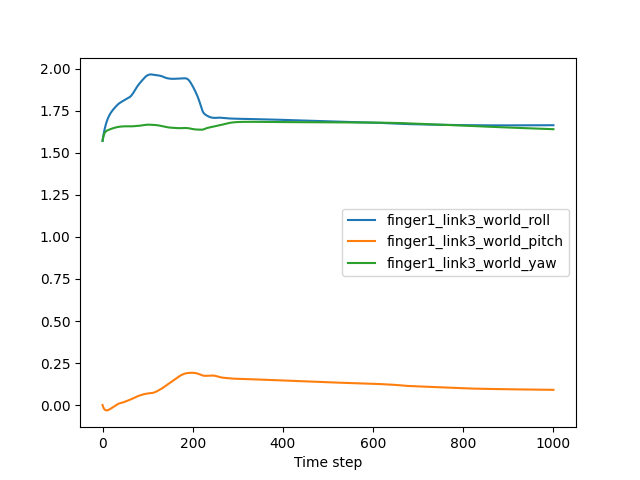 2.00
1.75
1.50
1.25
1.00
0.75
0.50
0.25
0.00
finger1_link3_world_roll
finger1_link3_world_pitch
finger1_link3_world_yaw
0 200 400 600 800 1000
Time step